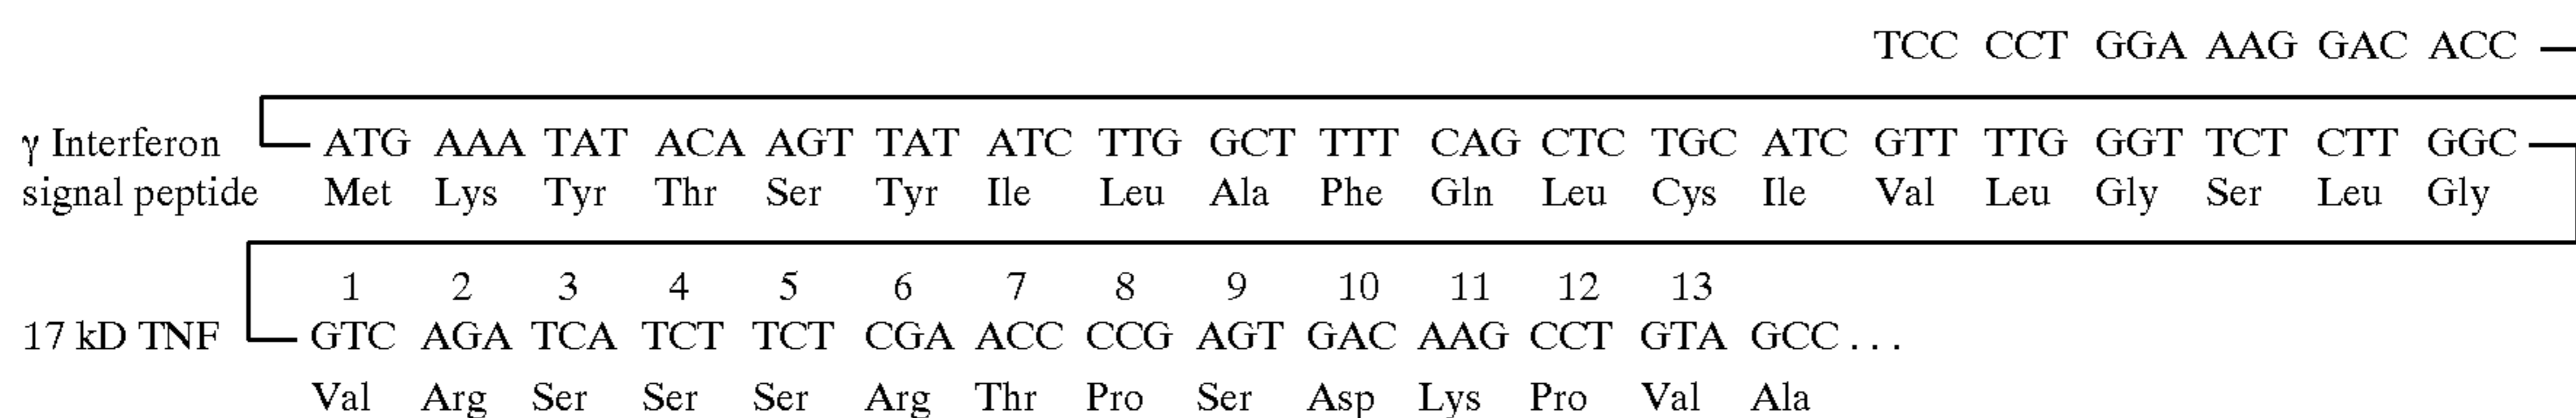 TCC CCT GGA AAG GAC ACC
γ Interferon ATG AAA TAT ACA AGT TAT ATC TTG GCT TTT CAG CTC TGC ATC GTT TTG GGT TCT CTT GGC
signal peptide Met Lys Tyr Thr Ser Tyr Ile Leu Ala Phe Gln Leu Cys Ile Val Leu Gly Ser Leu Gly
1 2 3 4 5 6 7 8 9 10 11 12 13
17 kD TNF GTC AGA TCA TCT TCT CGA ACC CCG AGT GAC AAG CCT GTA GCC...
Val Arg Ser Ser Ser Arg Thr Pro Ser Asp Lys Pro Val Ala